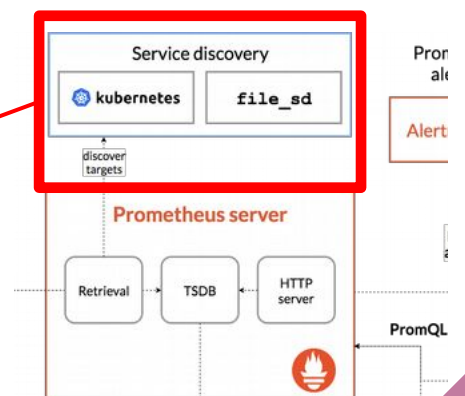 Service discovery
kubernetes
file_sd
discover
targets
Prometheus server
Retrieval
TSDB
HTTP
server
PromQL